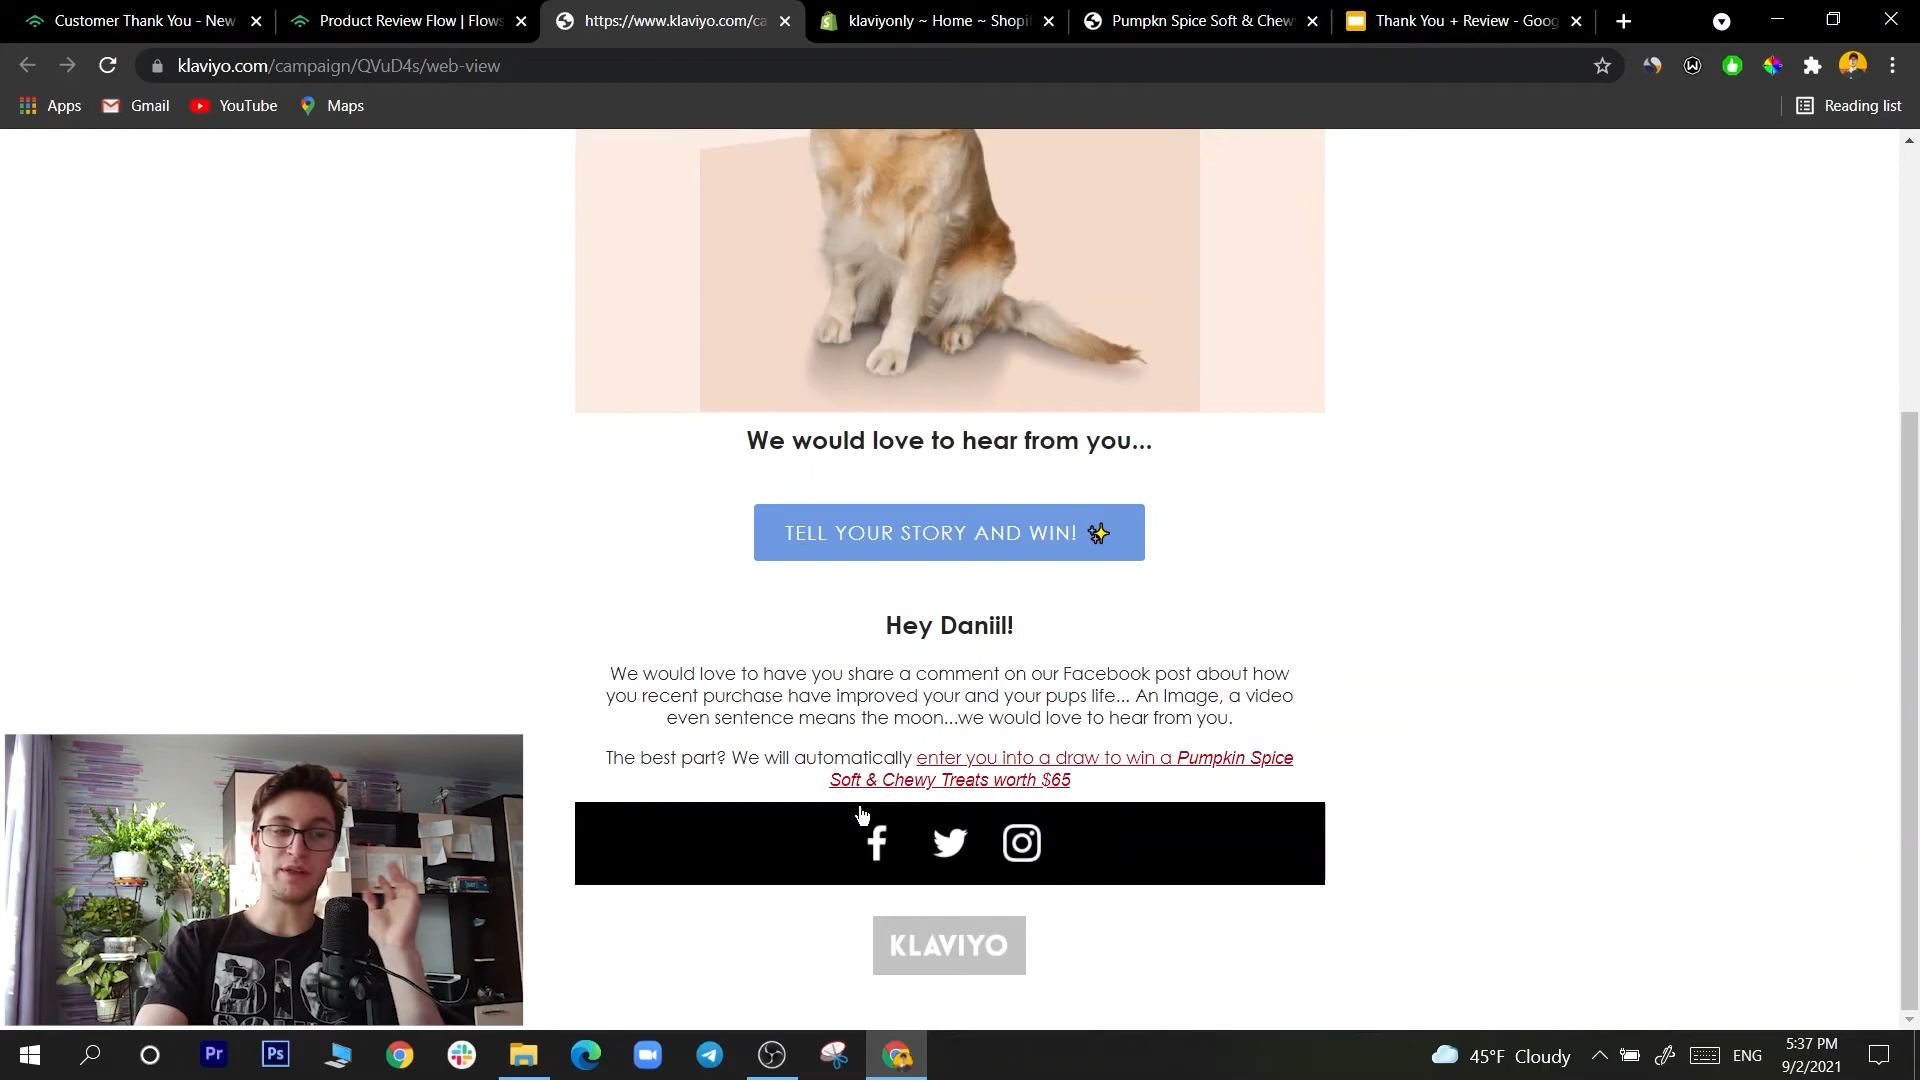 Customer Thank You - New
Product Review Flow | Flows
https://www.klaviyo.com/ca
klaviyonly ~ Home ~ Shopi
Pumpkn Spice Soft & Chew
Thank You + Review - Goog
klaviyo.com/campaign/QVuD4s/web-view
Apps
Gmail
YouTube
Maps
Reading list
We would love to hear from you...
TELL YOUR STORY AND WIN! ✨
Hey Daniil!
We would love to have you share a comment on our Facebook post about how
you recent purchase have improved your and your pups life... An Image, a video
even sentence means the moon...we would love to hear from you.
The best part? We will automatically enter you into a draw to win a Pumpkin Spice
Soft & Chewy Treats worth $65
KLAVIYO
BIG
Pr
Ps
45°F Cloudy
ENG
5:37 PM
9/2/2021